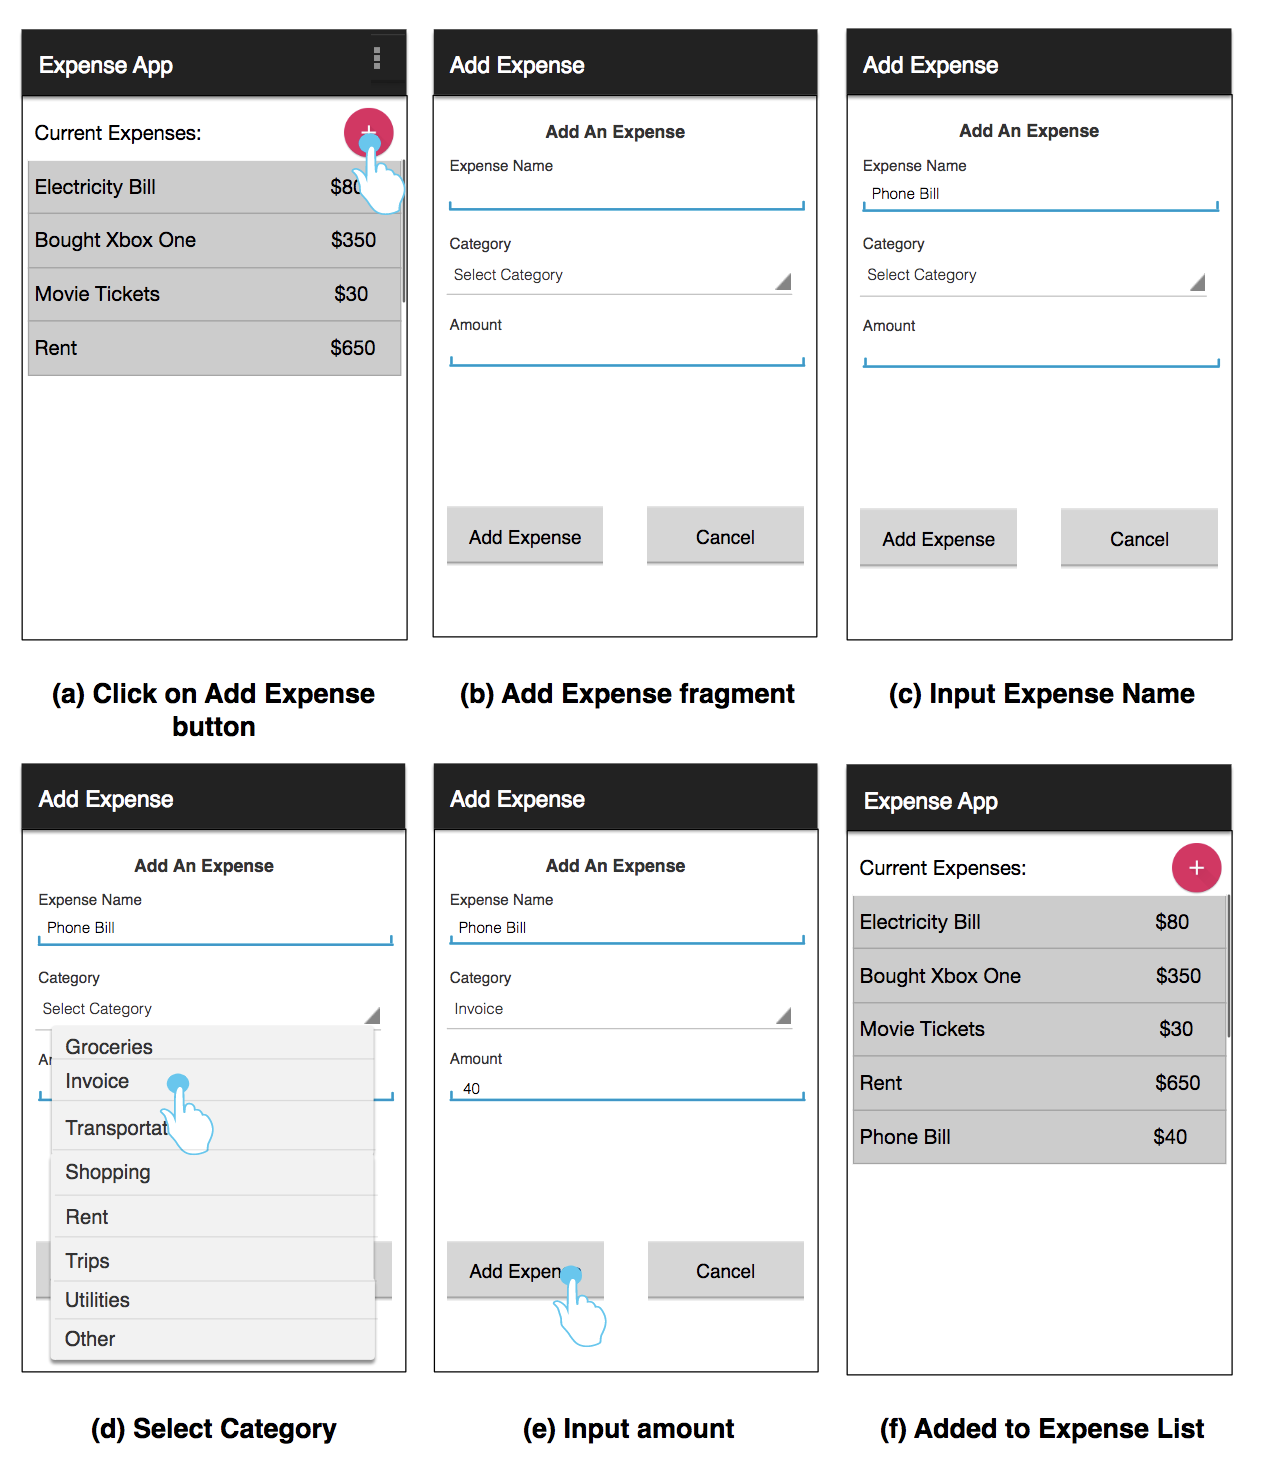 Expense App
Current Expenses:
+
Electricity Bill $80
Bought Xbox One $350
Movie Tickets $30
Rent $650
(a) Click on Add Expense
button
Add Expense
Add An Expense
Expense Name
Category
Select Category
Amount
Add Expense Cancel
(b) Add Expense fragment
Add Expense
Add An Expense
Expense Name
Phone Bill
Category
Select Category
Amount
Add Expense Cancel
(c) Input Expense Name
Add Expense
Add An Expense
Expense Name
Phone Bill
Category
Select Category
Groceries
Invoice
Transportat
Shopping
Rent
Trips
Utilities
Other
(d) Select Category
Add Expense
Add An Expense
Expense Name
Phone Bill
Category
Invoice
Amount
40
Add Expense Cancel
(e) Input amount
Expense App
Current Expenses:
+
Electricity Bill $80
Bought Xbox One $350
Movie Tickets $30
Rent $650
Phone Bill $40
(f) Added to Expense List